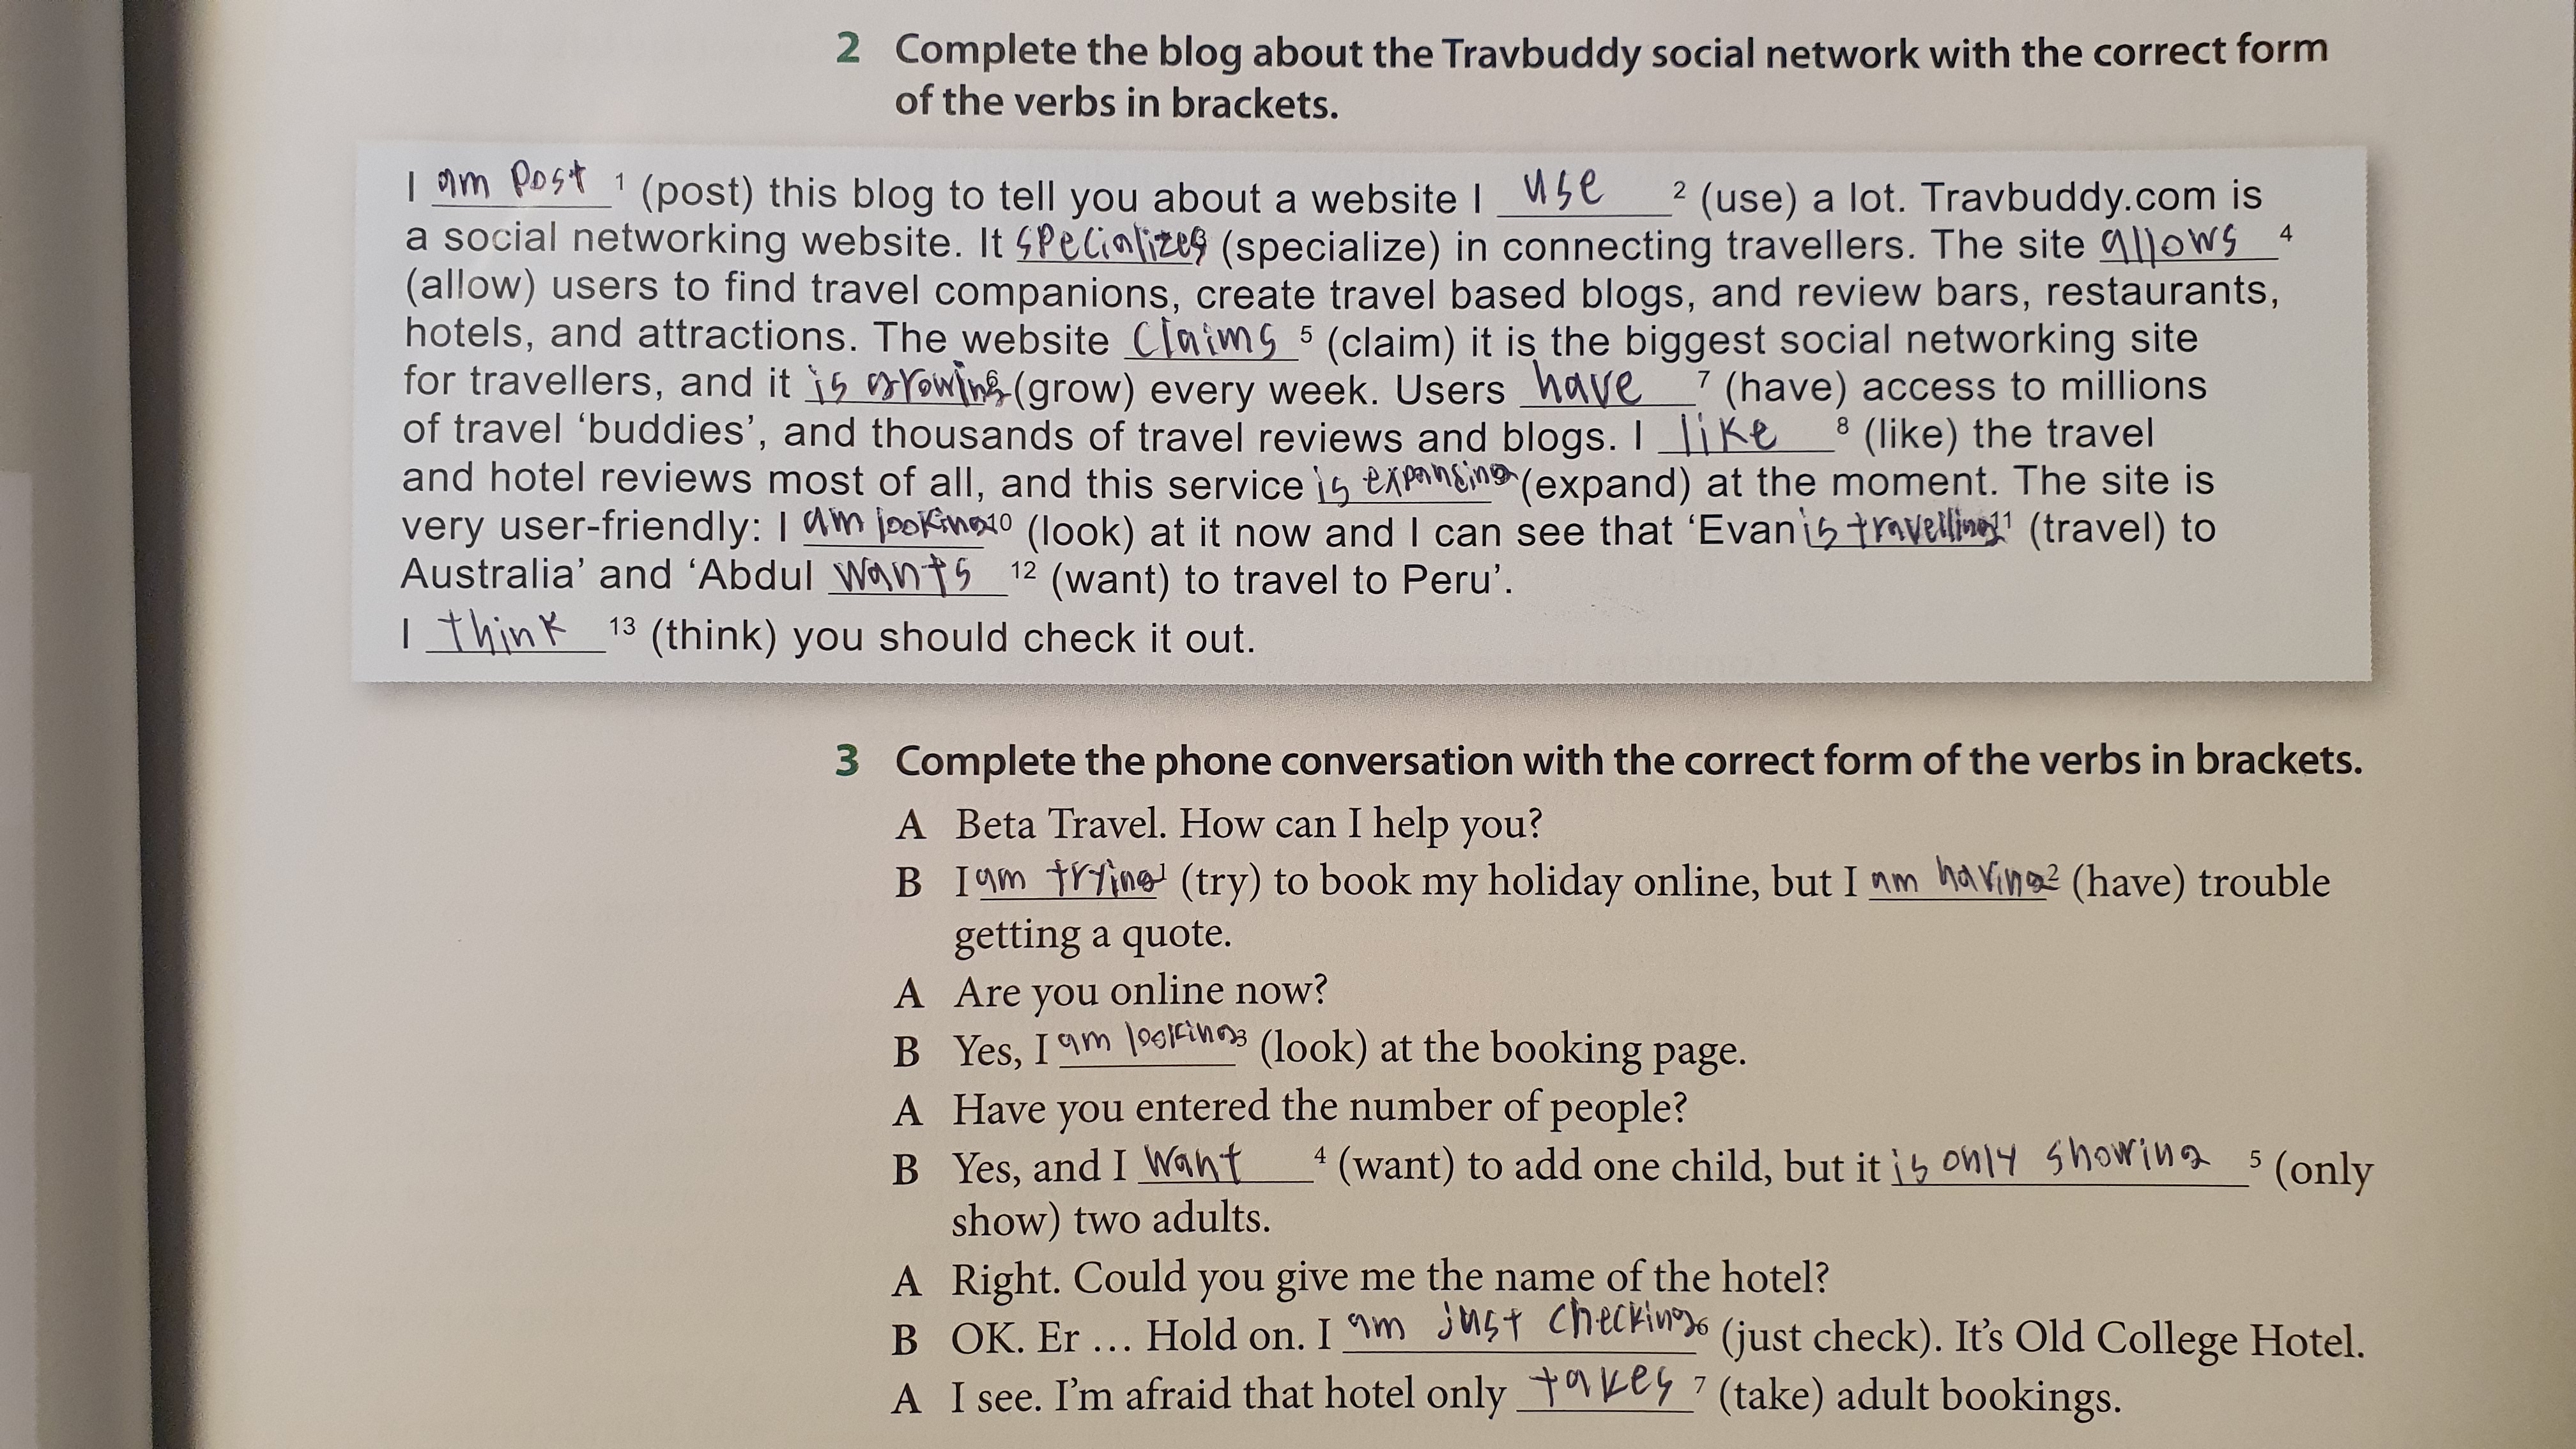 2 Complete the blog about the Travbuddy social network with the correct form
of the verbs in brackets.
I am post 1 (post) this blog to tell you about a website I use 2 (use) a lot. Travbuddy.com is
a social networking website. It specializes 3 (specialize) in connecting travellers. The site allows 4
(allow) users to find travel companions, create travel based blogs, and review bars, restaurants,
hotels, and attractions. The website claims 5 (claim) it is the biggest social networking site
for travellers, and it is growing 6 (grow) every week. Users have 7 (have) access to millions
of travel ‘buddies’, and thousands of travel reviews and blogs. I like 8 (like) the travel
and hotel reviews most of all, and this service is expanding 9 (expand) at the moment. The site is
very user-friendly: I am looking 10 (look) at it now and I can see that ‘Evan is travelling 11 (travel) to
Australia’ and ‘Abdul wants 12 (want) to travel to Peru’.
I think 13 (think) you should check it out.
3 Complete the phone conversation with the correct form of the verbs in brackets.
A Beta Travel. How can I help you?
B I am trying 1 (try) to book my holiday online, but I am having 2 (have) trouble
getting a quote.
A Are you online now?
B Yes, I am looking 3 (look) at the booking page.
A Have you entered the number of people?
B Yes, and I want 4 (want) to add one child, but it is only showing 5 (only
show) two adults.
A Right. Could you give me the name of the hotel?
B OK. Er … Hold on. I am just checking 6 (just check). It’s Old College Hotel.
A I see. I’m afraid that hotel only takes 7 (take) adult bookings.